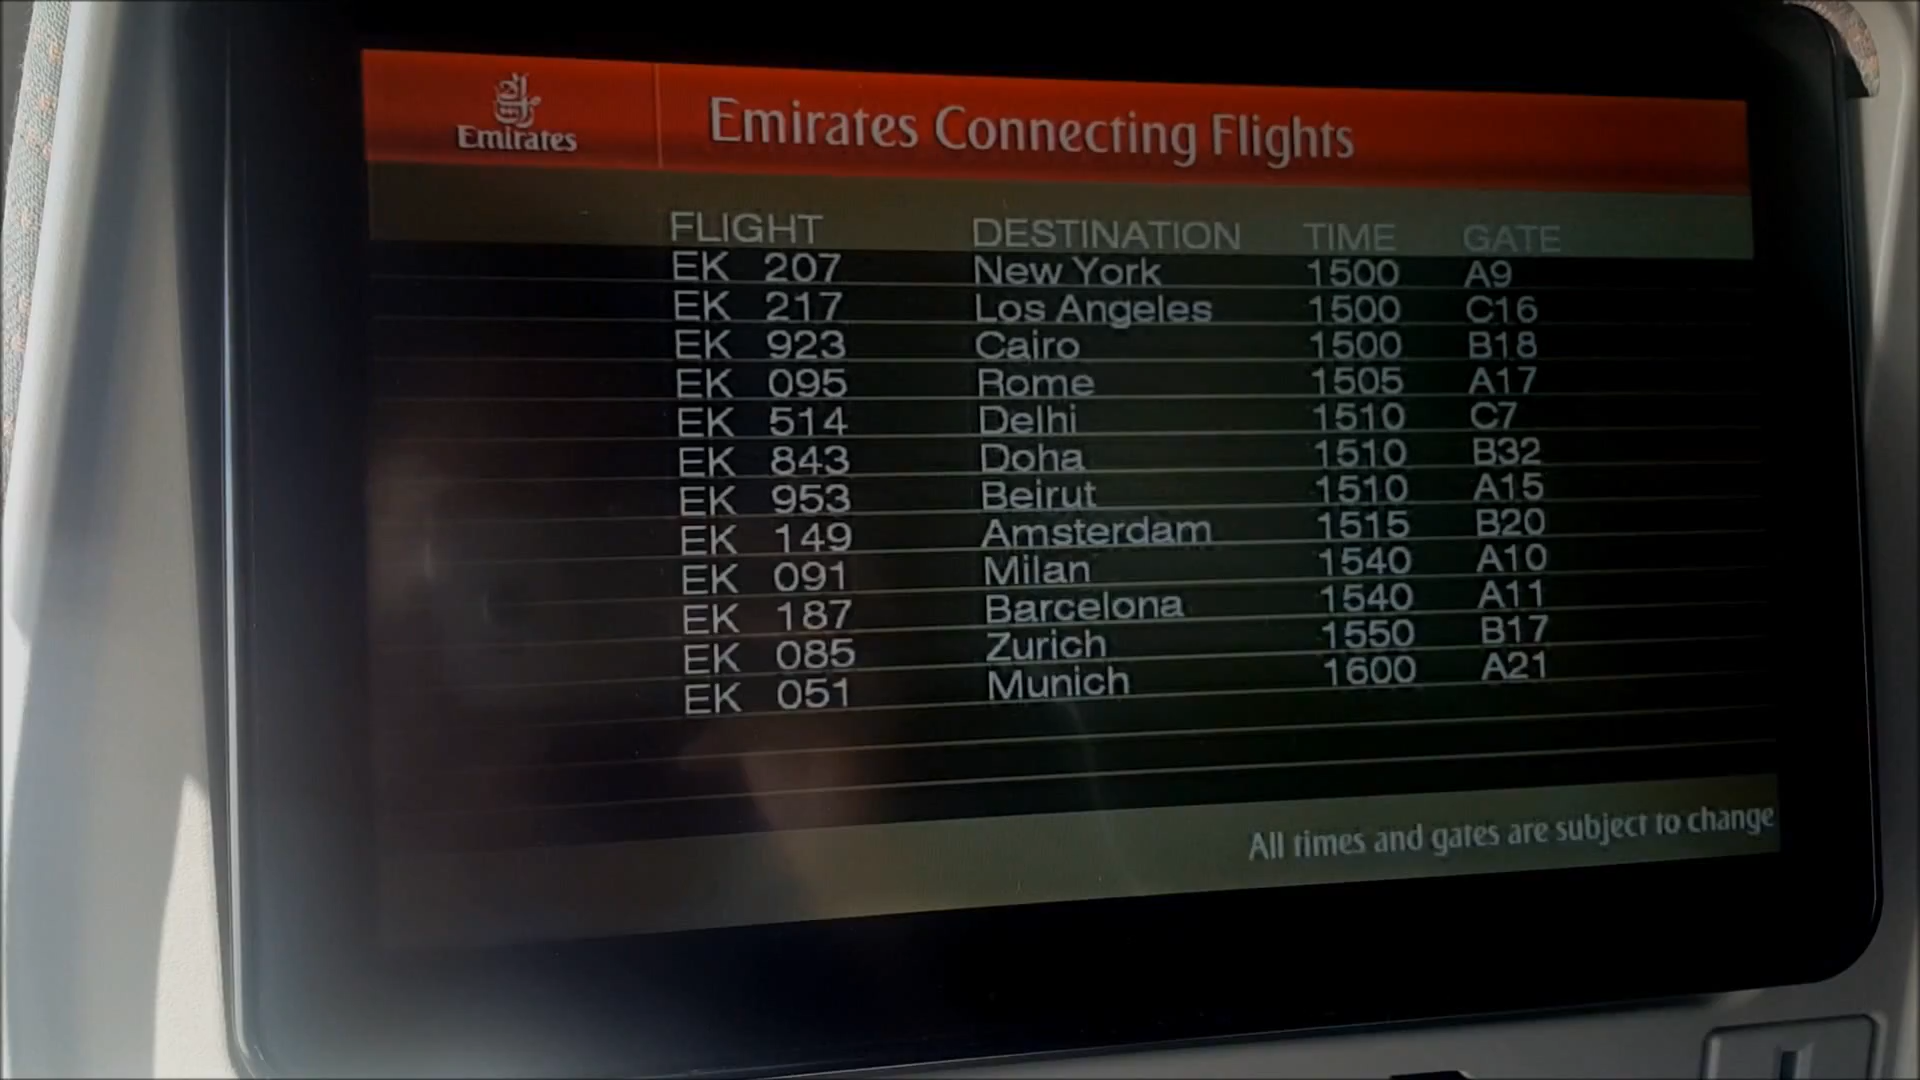 Emirates
Emirates Connecting Flights
FLIGHT DESTINATION TIME GATE
EK 207 New York 1500 A9
EK 217 Los Angeles 1500 C16
EK 923 Cairo 1500 B18
EK 095 Rome 1505 A17
EK 514 Delhi 1510 C7
EK 843 Doha 1510 B32
EK 953 Beirut 1510 A15
EK 149 Amsterdam 1515 B20
EK 091 Milan 1540 A10
EK 187 Barcelona 1540 A11
EK 085 Zurich 1550 B17
EK 051 Munich 1600 A21
All times and gates are subject to change